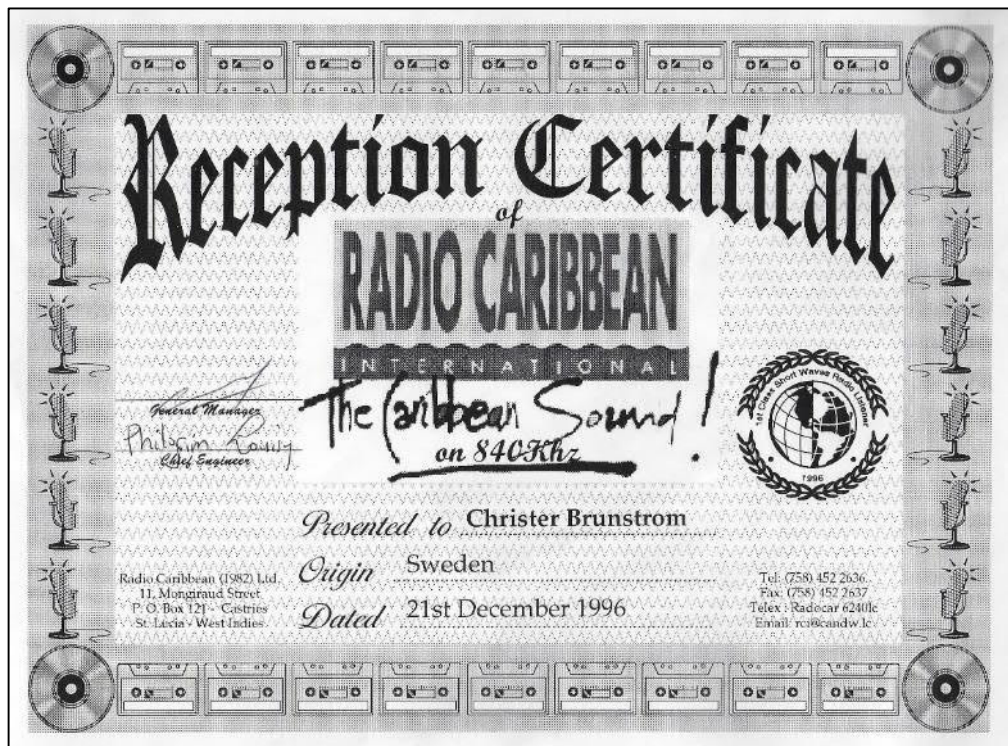 Reception Certificate
of
RADIO CARIBBEAN
INTERNATIONAL
The Caribbean Sound!
on 840Khz
General Manager
Philgrim
Chief Engineer
1st Class Short Waves Radio Listener
1996
Presented to Christer Brunstrom
Origin Sweden
Dated 21st December 1996
Radio Caribbean (1982) Ltd.
11, Mongiraud Street
P. O. Box 121 - Castries
St. Lucia - West Indies
Tel: (758) 452 2636
Fax: (758) 452 2637
Telex : Radocar 6240lc
Email: rci@candw.lc